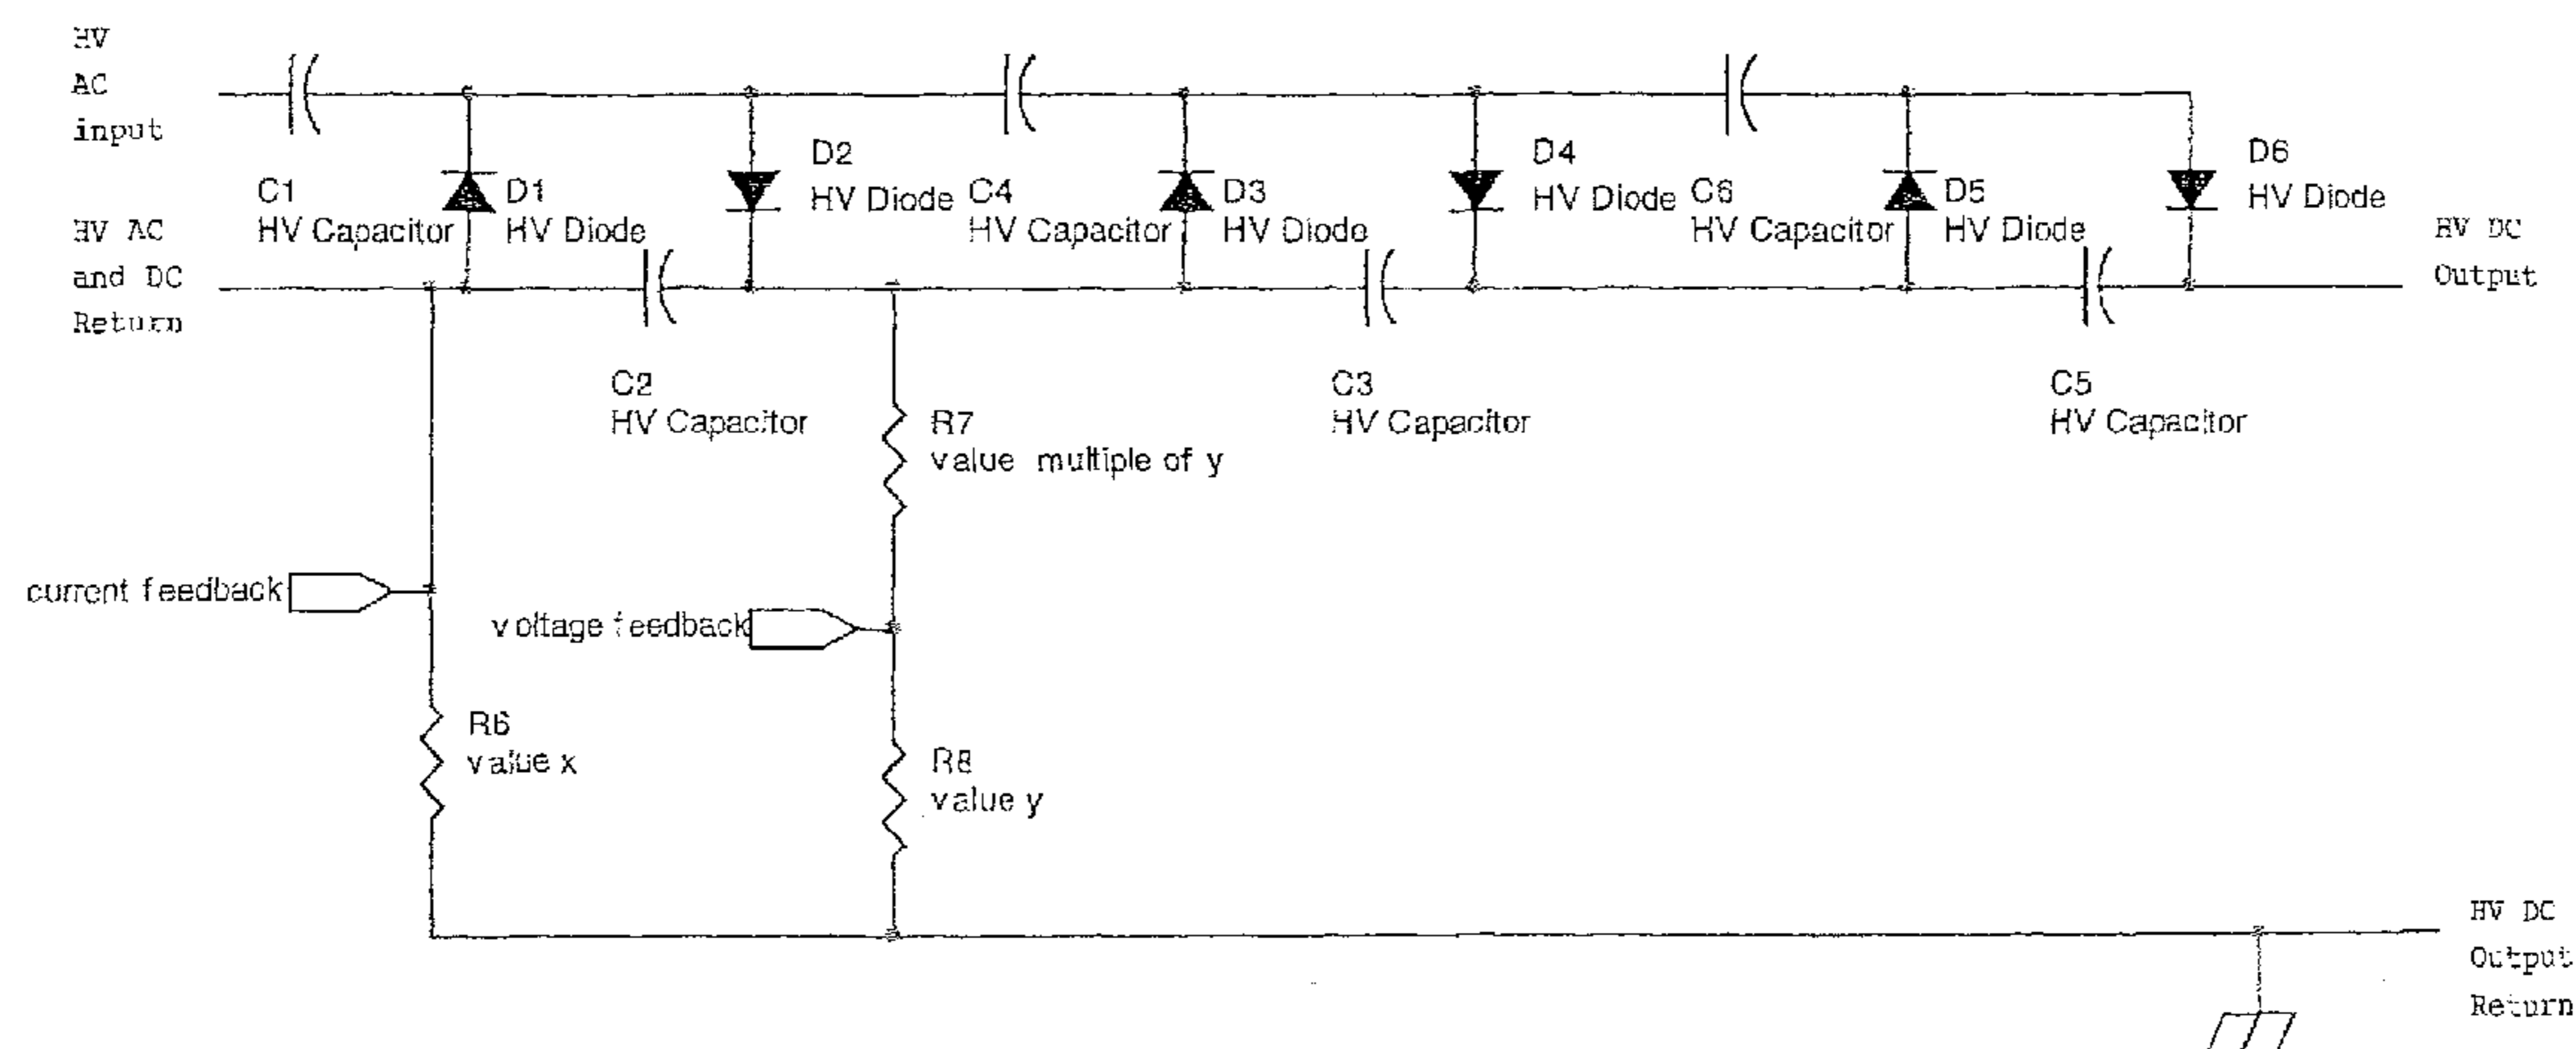 HV
AC
input
C1
HV Capacitor
D1
HV Diode
D2
HV Diode
C4
HV Capacitor
D3
HV Diode
D4
HV Diode
C6
HV Capacitor
D5
HV Diode
D6
HV Diode
HV AC
and DC
Return
HV DC
Output
C2
HV Capacitor
C3
HV Capacitor
C5
HV Capacitor
R7
value multiple of y
current feedback
voltage feedback
R6
value x
R8
value y
HV DC
Output
Return